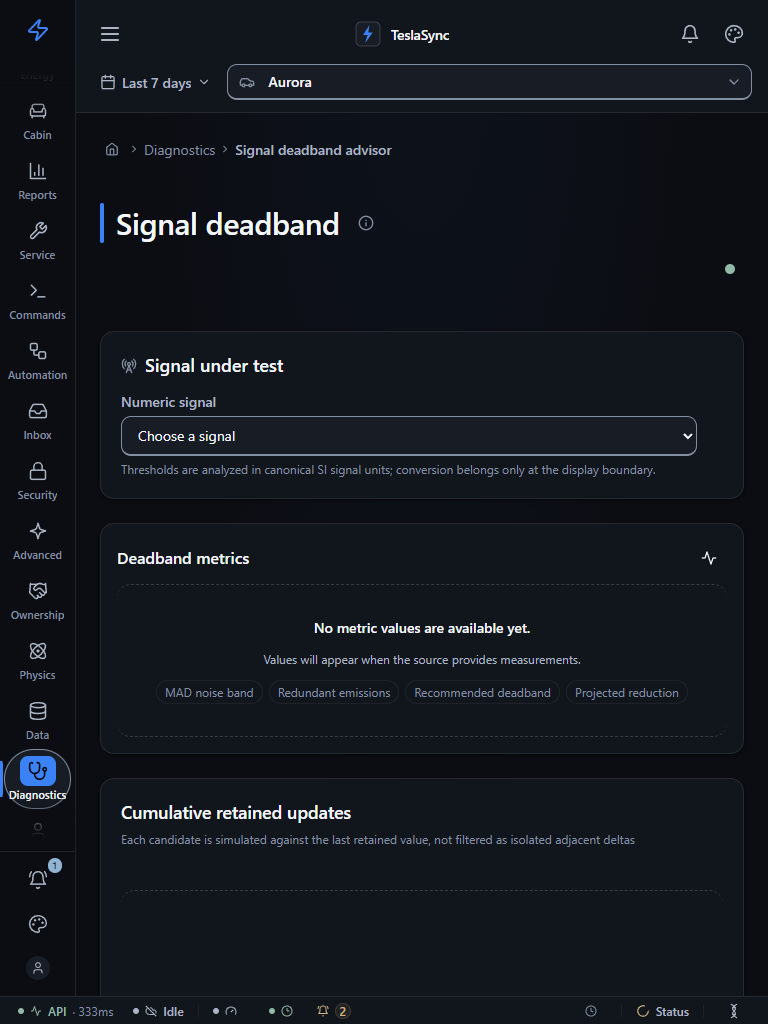 TeslaSync
Last 7 days
Aurora
Energy
Cabin
Reports
Service
Commands
Automation
Inbox
Security
Advanced
Ownership
Physics
Data
Diagnostics
1
Diagnostics
Signal deadband advisor
Signal deadband
Signal under test
Numeric signal
Choose a signal
Thresholds are analyzed in canonical SI signal units; conversion belongs only at the display boundary.
Deadband metrics
No metric values are available yet.
Values will appear when the source provides measurements.
MAD noise band
Redundant emissions
Recommended deadband
Projected reduction
Cumulative retained updates
Each candidate is simulated against the last retained value, not filtered as isolated adjacent deltas
API · 333ms
Idle
2
Status